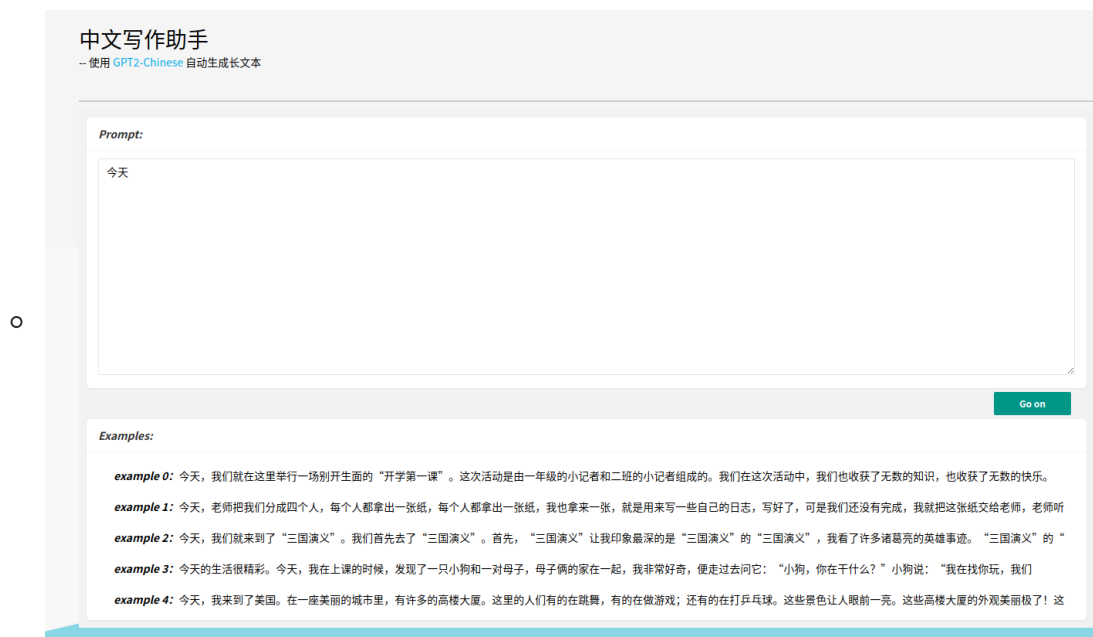 中文写作助手
-- 使用 GPT2-Chinese 自动生成长文本
Prompt:
今天
Go on
Examples:
example 0: 今天，我们就在这里举行一场别开生面的“开学第一课”。这次活动是由一年级的小记者和二班的小记者组成的。我们在这次活动中，我们也收获了无数的知识，也收获了无数的快乐。
example 1: 今天，老师把我们分成四个人，每个人都拿出一张纸，每个人都拿出一张纸，我也拿来一张，就是用来写一些自己的日志，写好了，可是我们还没有完成，我就把这张纸交给老师，老师听
example 2: 今天，我们就来到了“三国演义”。我们首先去了“三国演义”。首先，“三国演义”让我印象最深的是“三国演义”的“三国演义”，我看了许多诸葛亮的英雄事迹。“三国演义”的“
example 3: 今天的生活很精彩。今天，我在上课的时候，发现了一只小狗和一对母子，母子俩的家在一起，我非常好奇，便走过去问它：“小狗，你在干什么？”小狗说：“我在找你玩，我们
example 4: 今天，我来到了美国。在一座美丽的城市里，有许多的高楼大厦。这里的人们有的在跳舞，有的在做游戏；还有的在打乒乓球。这些景色让人眼前一亮。这些高楼大厦的外观美丽极了！这